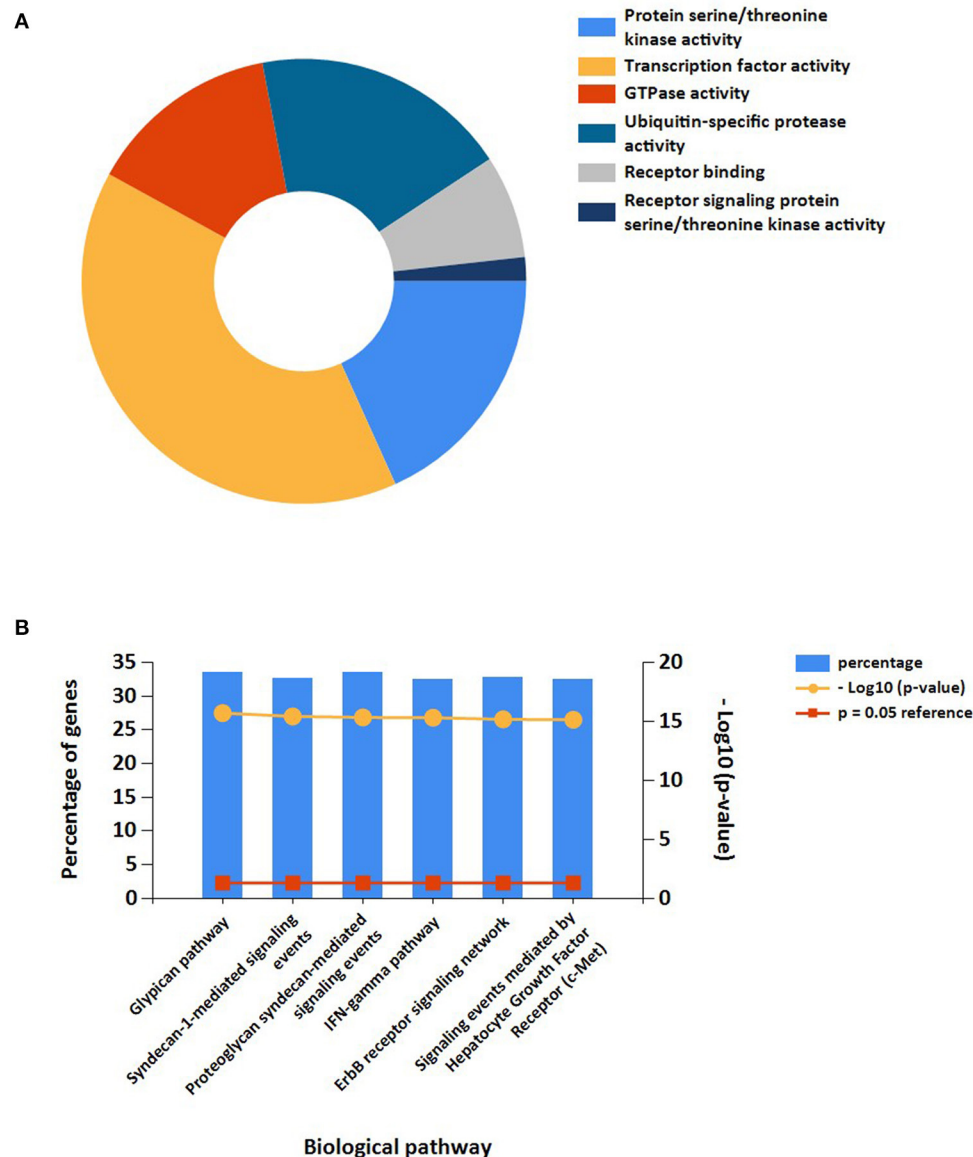 A
Protein serine/threonine
kinase activity
Transcription factor activity
GTPase activity
Ubiquitin-specific protease
activity
Receptor binding
Receptor signaling protein
serine/threonine kinase activity
B
35
30
25
20
15
10
5
0
Percentage of genes
20
15
10
5
0
- Log10 (p-value)
percentage
- Log10 (p-value)
p = 0.05 reference
Glypican pathway
Syndecan-1-mediated signaling
events
Proteoglycan syndecan-mediated
signaling events
IFN-gamma pathway
ErbB receptor signaling network
Signaling events mediated by
Hepatocyte Growth Factor
Receptor (c-Met)
Biological pathway